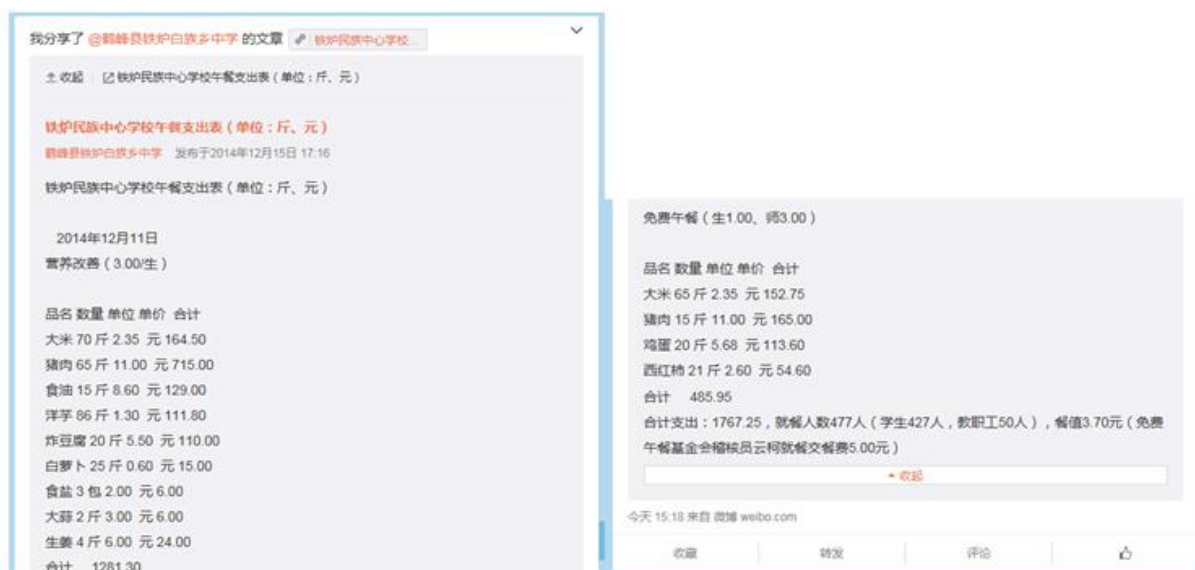 我分享了 @鹤峰县铁炉白族乡中学 的文章 铁炉民族中心学校...
收起 铁炉民族中心学校午餐支出表（单位：斤、元）
铁炉民族中心学校午餐支出表（单位：斤、元）
鹤峰县铁炉白族乡中学 发布于2014年12月15日 17:16
铁炉民族中心学校午餐支出表（单位：斤、元）
2014年12月11日
营养改善（3.00/生）
品名 数量 单位 单价 合计
大米 70 斤 2.35 元 164.50
猪肉 65 斤 11.00 元 715.00
食油 15 斤 8.60 元 129.00
洋芋 86 斤 1.30 元 111.80
炸豆腐 20 斤 5.50 元 110.00
白萝卜 25 斤 0.60 元 15.00
食盐 3 包 2.00 元 6.00
大蒜 2 斤 3.00 元 6.00
生姜 4 斤 6.00 元 24.00
合计 1281.30
免费午餐（生1.00、师3.00）
品名 数量 单位 单价 合计
大米 65 斤 2.35 元 152.75
猪肉 15 斤 11.00 元 165.00
鸡蛋 20 斤 5.68 元 113.60
西红柿 21 斤 2.60 元 54.60
合计 485.95
合计支出：1767.25，就餐人数477人（学生427人，教职工50人），餐值3.70元（免费
午餐基金会稽核员云柯就餐交餐费5.00元）
收起
今天 15:18 来自 微博 weibo.com
收藏 转发 评论